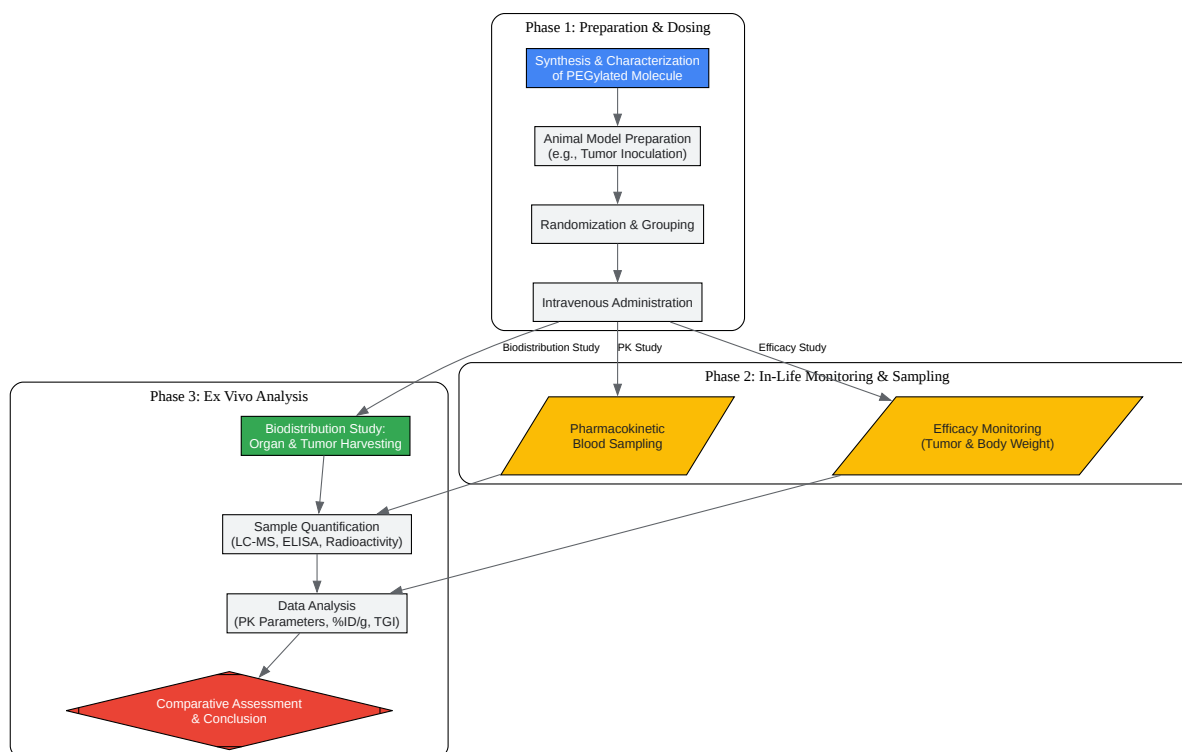 Phase 1: Preparation & Dosing
Synthesis & Characterization
of PEGylated Molecule
Animal Model Preparation
(e.g., Tumor Inoculation)
Randomization & Grouping
Intravenous Administration
Biodistribution Study
PK Study
Efficacy Study
Phase 2: In-Life Monitoring & Sampling
Pharmacokinetic
Blood Sampling
Efficacy Monitoring
(Tumor & Body Weight)
Phase 3: Ex Vivo Analysis
Biodistribution Study:
Organ & Tumor Harvesting
Sample Quantification
(LC-MS, ELISA, Radioactivity)
Data Analysis
(PK Parameters, %ID/g, TGI)
Comparative Assessment
& Conclusion